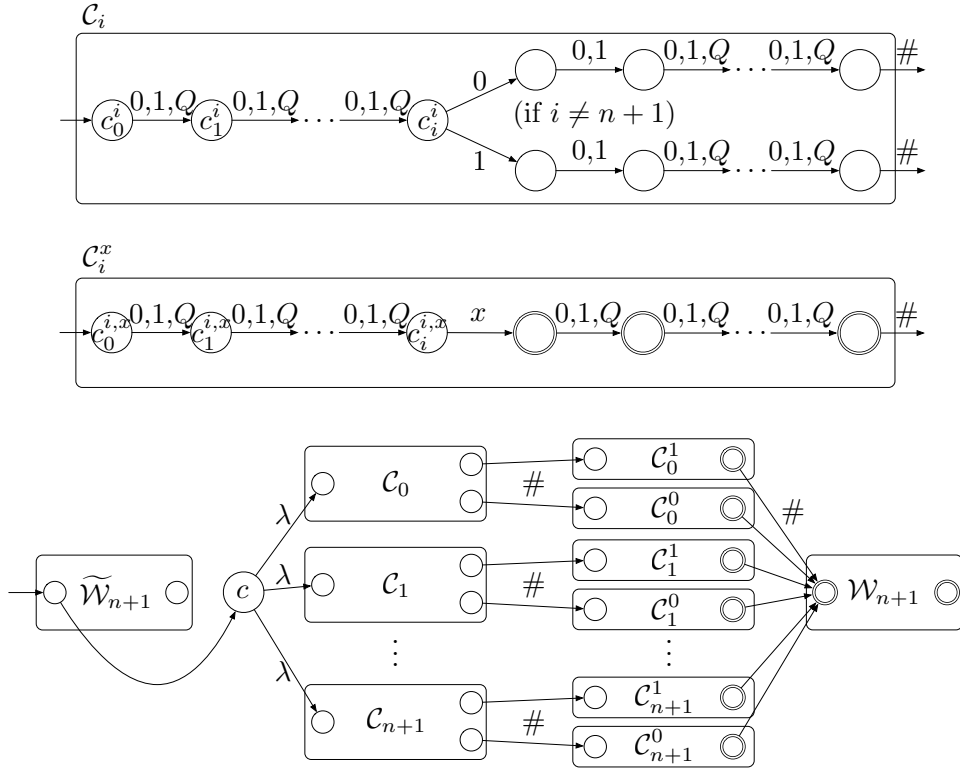 𝒞_i
0,1,Q 0,1,Q 0,1,Q 0 0,1 0,1,Q 0,1,Q #
c_0^i c_1^i ... c_i^i (if i ≠ n + 1) ...
1 0,1 0,1,Q 0,1,Q #
...
𝒞_i^x
0,1,Q 0,1,Q 0,1,Q x 0,1,Q 0,1,Q 0,1,Q #
c_0^{i,x} c_1^{i,x} ... c_i^{i,x} ...
𝒞_0 # 𝒞_0^1
𝒞_0^0 #
λ
W̃_{n+1} c λ 𝒞_1 # 𝒞_1^1
𝒞_1^0 𝒲_{n+1}
⋮ ⋮
λ 𝒞_{n+1} # 𝒞_{n+1}^1
𝒞_{n+1}^0